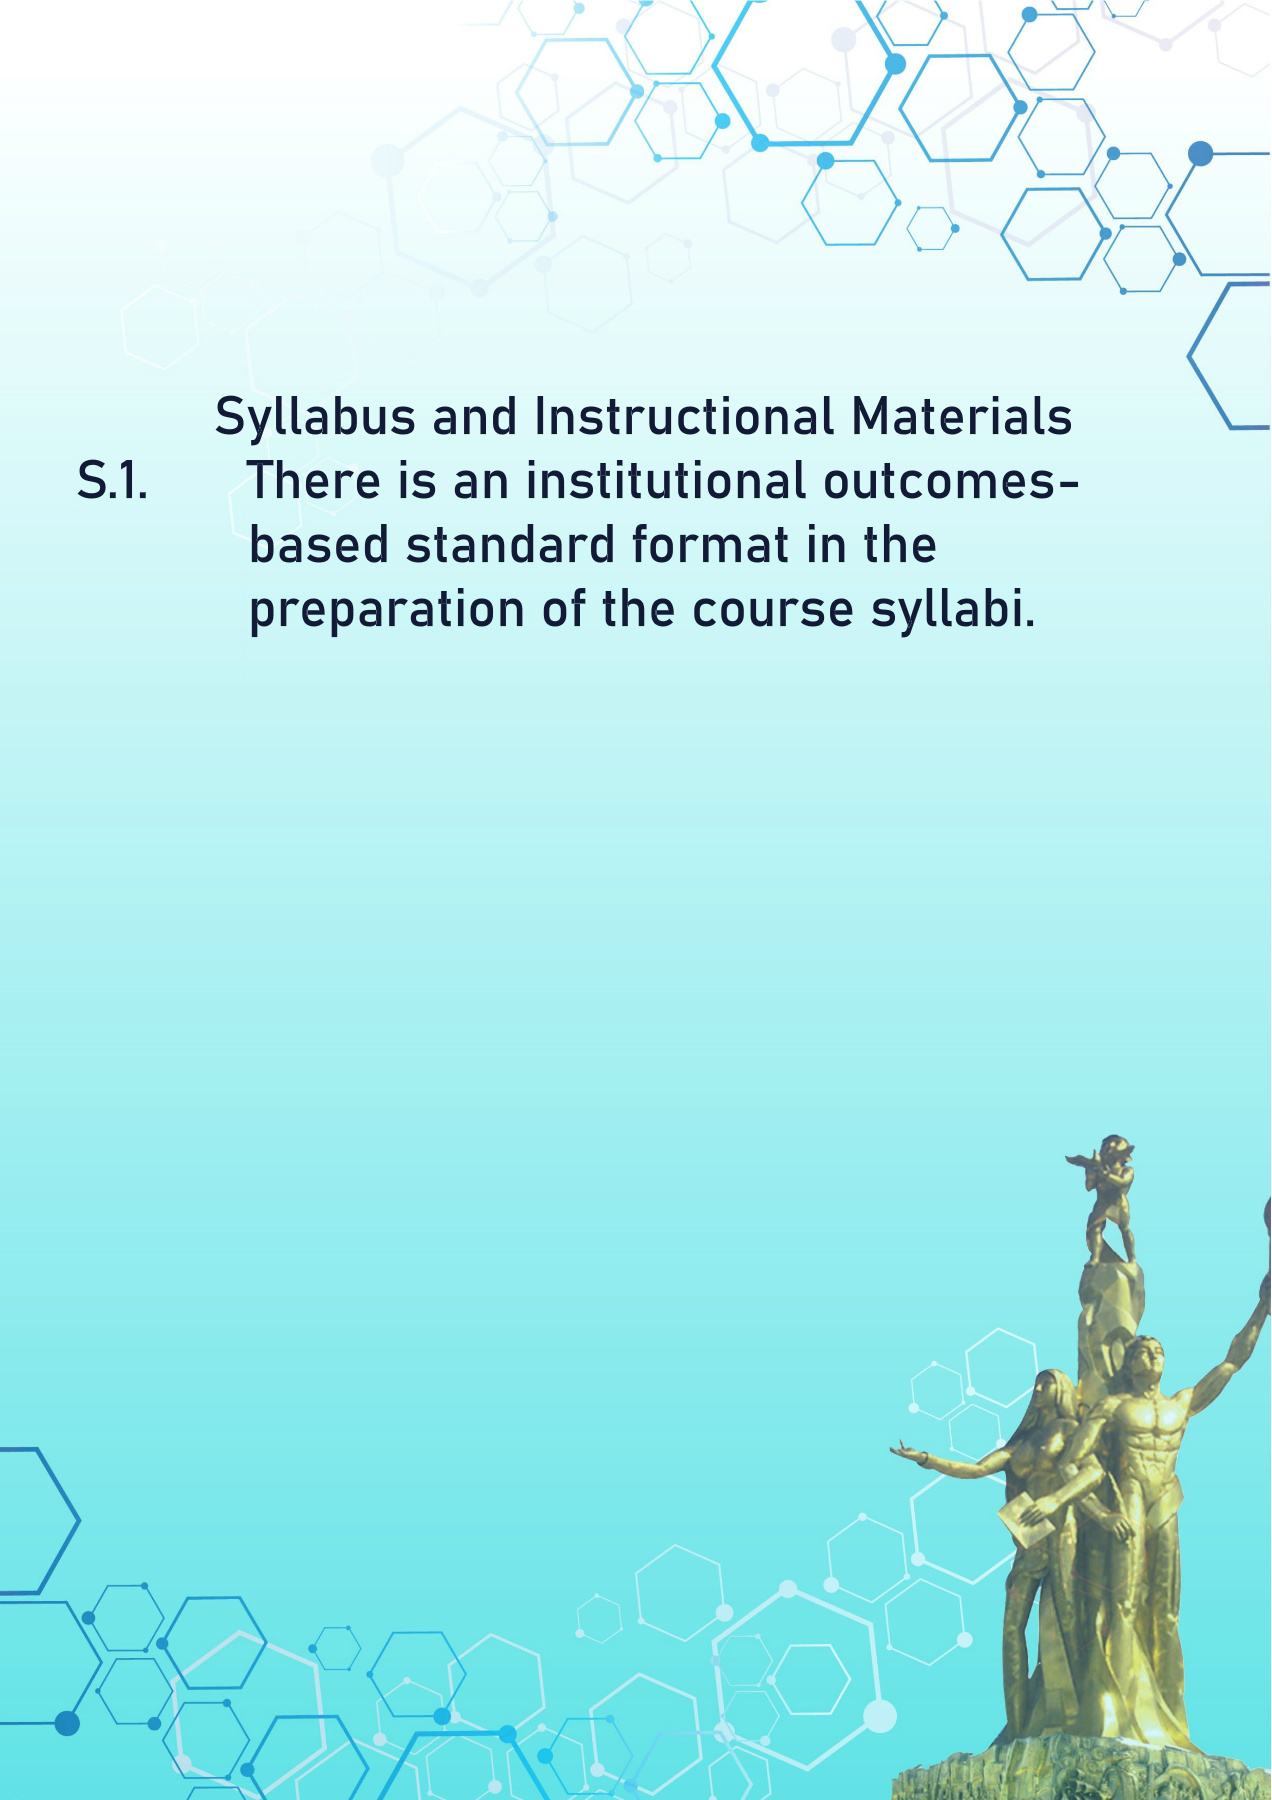 Syllabus and Instructional Materials
S.1. There is an institutional outcomes-
based standard format in the
preparation of the course syllabi.